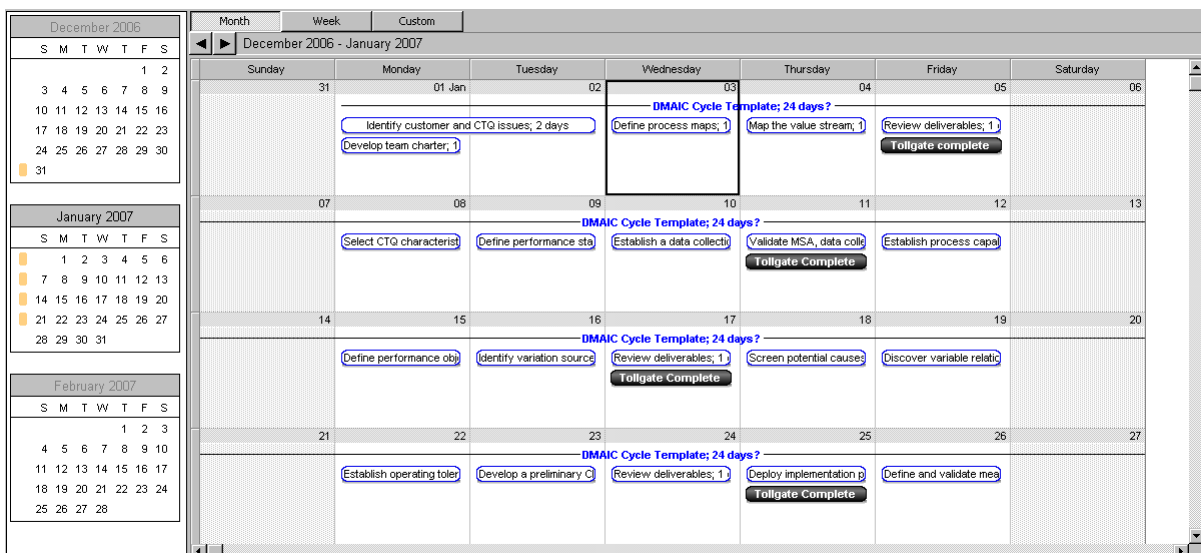 December 2006
S M T W T F S
1 2
3 4 5 6 7 8 9
10 11 12 13 14 15 16
17 18 19 20 21 22 23
24 25 26 27 28 29 30
31
January 2007
S M T W T F S
1 2 3 4 5 6
7 8 9 10 11 12 13
14 15 16 17 18 19 20
21 22 23 24 25 26 27
28 29 30 31
February 2007
S M T W T F S
1 2 3
4 5 6 7 8 9 10
11 12 13 14 15 16 17
18 19 20 21 22 23 24
25 26 27 28
Month Week Custom
December 2006 - January 2007
Sunday Monday Tuesday Wednesday Thursday Friday Saturday
31 01 Jan 02 03 04 05 06
DMAIC Cycle Template; 24 days?
Identify customer and CTQ issues; 2 days Define process maps; 1 Map the value stream; 1 Review deliverables; 1
Develop team charter; 1 Tollgate complete
07 08 09 10 11 12 13
DMAIC Cycle Template; 24 days?
Select CTQ characterist Define performance sta Establish a data collectio Validate MSA, data colle Establish process capal
Tollgate Complete
14 15 16 17 18 19 20
DMAIC Cycle Template; 24 days?
Define performance obj Identify variation source Review deliverables; 1 Screen potential causes Discover variable relatio
Tollgate Complete
21 22 23 24 25 26 27
DMAIC Cycle Template; 24 days?
Establish operating toler Develop a preliminary C Review deliverables; 1 Deploy implementation p Define and validate mea
Tollgate Complete